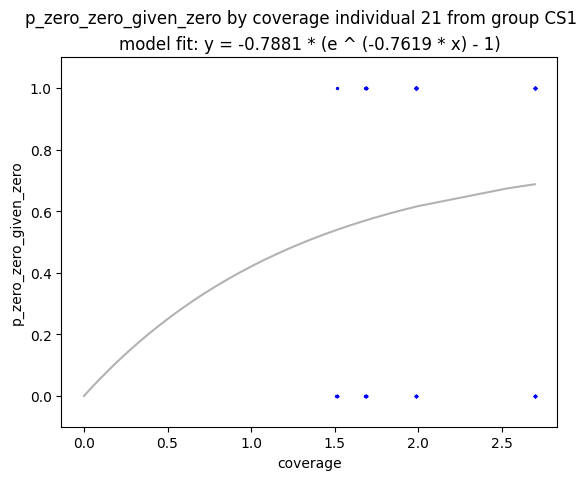 p_zero_zero_given_zero by coverage individual 21 from group CS1
model fit: y = -0.7881 * (e ^ (-0.7619 * x) - 1)
1.0
0.8
0.6
0.4
0.2
0.0
p_zero_zero_given_zero
0.0 0.5 1.0 1.5 2.0 2.5
coverage